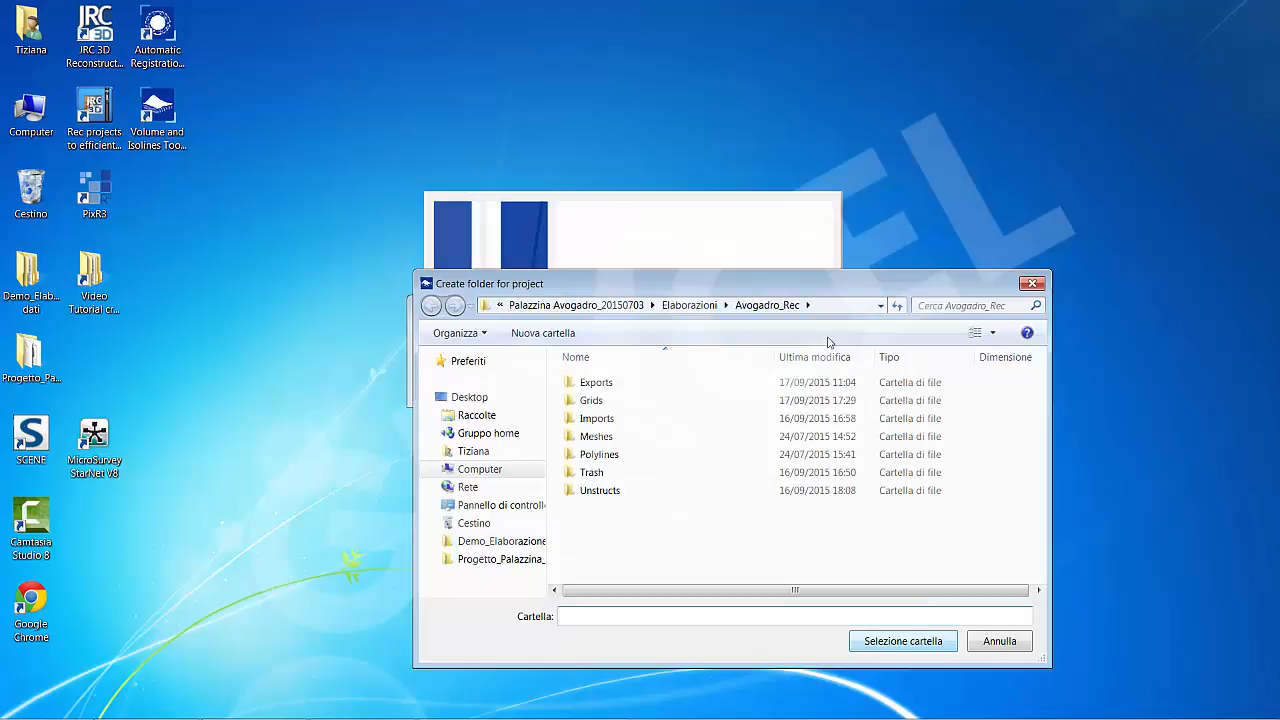 Tiziana
JRC 3D
Reconstruct...
Automatic
Registratio...
Computer
Rec projects
to efficient...
Volume and
Isolines Too...
Cestino
PixR3
Demo_Elab...
dati
Video
Tutorial cr...
Progetto_Pa...
SCENE
MicroSurvey
StarNet V8
Camtasia
Studio 8
Google
Chrome
Create folder for project
« Palazzina Avogadro_20150703 Elaborazioni Avogadro_Rec
Cerca Avogadro_Rec
Organizza Nuova cartella
Preferiti
Desktop
Raccolte
Gruppo home
Tiziana
Computer
Rete
Pannello di controll
Cestino
Demo_Elaborazione
Progetto_Palazzina_
Nome Ultima modifica Tipo Dimensione
Exports 17/09/2015 11:04 Cartella di file
Grids 17/09/2015 17:29 Cartella di file
Imports 16/09/2015 16:58 Cartella di file
Meshes 24/07/2015 14:52 Cartella di file
Polylines 24/07/2015 15:41 Cartella di file
Trash 16/09/2015 16:50 Cartella di file
Unstructs 16/09/2015 18:08 Cartella di file
Cartella:
Selezione cartella Annulla